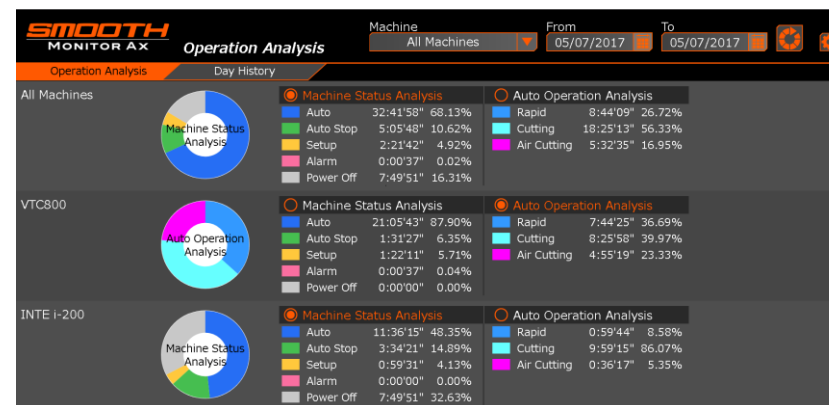 SMOOTH
MONITOR AX
Operation Analysis
Machine
All Machines
From
05/07/2017
To
05/07/2017
Operation Analysis
Day History
All Machines
Machine Status
Analysis
Machine Status Analysis
Auto 32:41'58" 68.13%
Auto Stop 5:05'48" 10.62%
Setup 2:21'42" 4.92%
Alarm 0:00'37" 0.02%
Power Off 7:49'51" 16.31%
Auto Operation Analysis
Rapid 8:44'09" 26.72%
Cutting 18:25'13" 56.33%
Air Cutting 5:32'35" 16.95%
VTC800
Auto Operation
Analysis
Machine Status Analysis
Auto 21:05'43" 87.90%
Auto Stop 1:31'27" 6.35%
Setup 1:22'11" 5.71%
Alarm 0:00'37" 0.04%
Power Off 0:00'00" 0.00%
Auto Operation Analysis
Rapid 7:44'25" 36.69%
Cutting 8:25'58" 39.97%
Air Cutting 4:55'19" 23.33%
INTE i-200
Machine Status
Analysis
Machine Status Analysis
Auto 11:36'15" 48.35%
Auto Stop 3:34'21" 14.89%
Setup 0:59'31" 4.13%
Alarm 0:00'00" 0.00%
Power Off 7:49'51" 32.63%
Auto Operation Analysis
Rapid 0:59'44" 8.58%
Cutting 9:59'15" 86.07%
Air Cutting 0:36'17" 5.35%